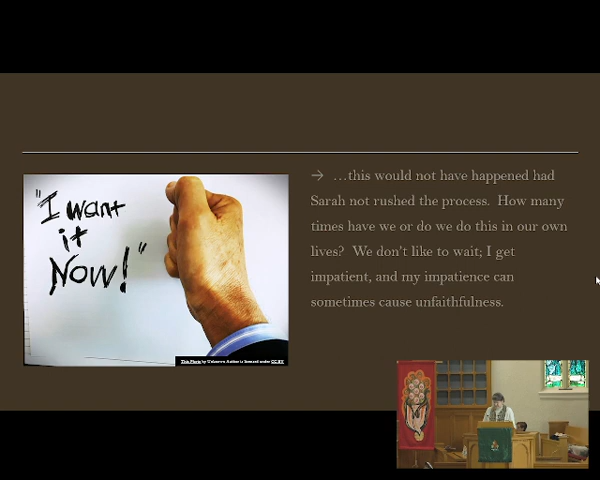 "I want
it
Now!"
→ …this would not have happened had
Sarah not rushed the process. How many
times have we or do we do this in our own
lives? We don't like to wait; I get
impatient, and my impatience can
sometimes cause unfaithfulness.
This Photo by Unknown Author is licensed under CC BY